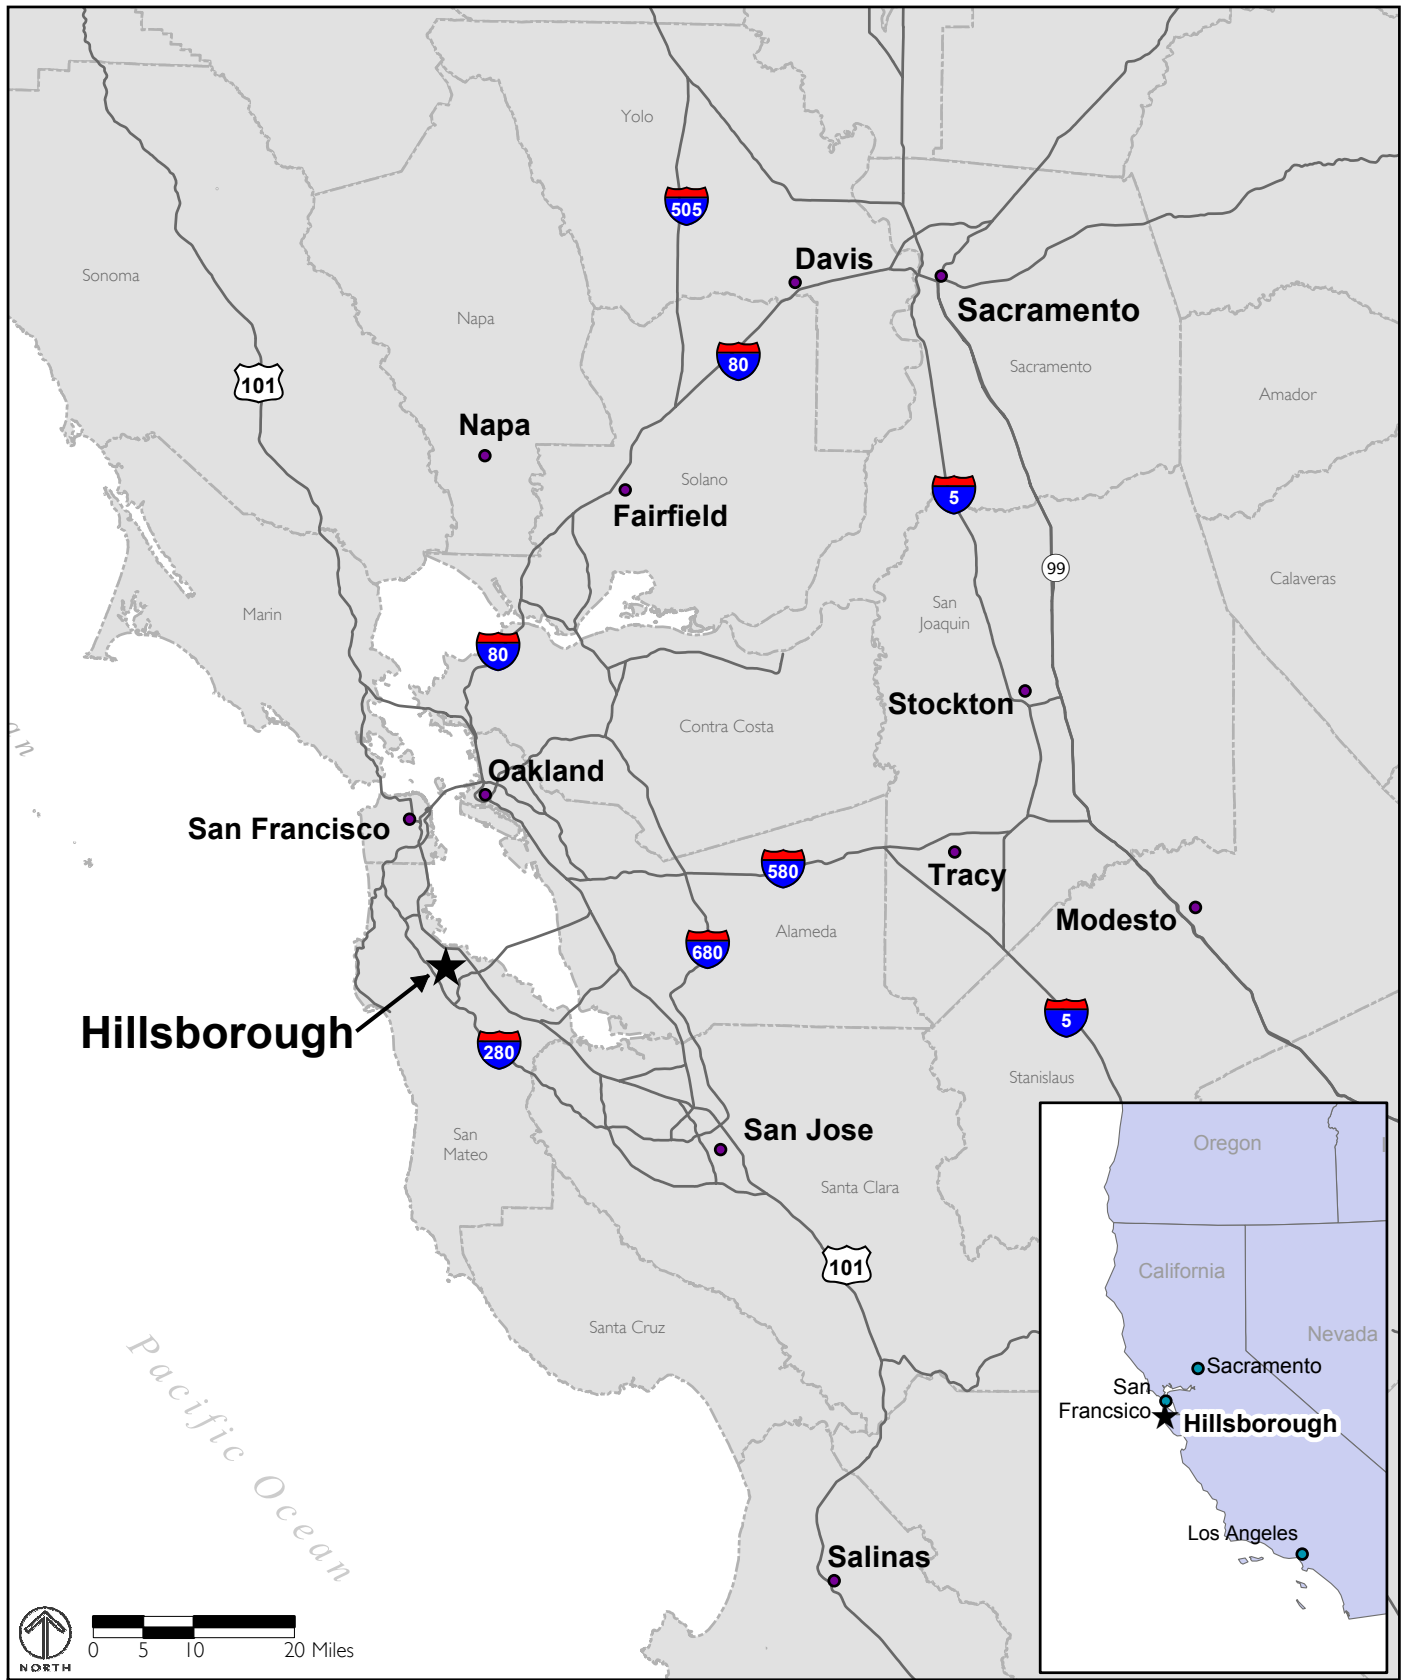 Yolo
505
Davis
Sonoma
Sacramento
Napa
80
Sacramento
101
Amador
Napa
Solano
5
Fairfield
99
Calaveras
Marin
San
Joaquin
80
Stockton
Contra Costa
an
Oakland
San Francisco
580
Tracy
Modesto
Alameda
680
Hillsborough
5
280
Stanislaus
San
Mateo
San Jose
Santa Clara
101
Santa Cruz
Pacific Ocean
Salinas
Oregon
California
Nevada
Sacramento
San
Francsico
Hillsborough
Los Angeles
NORTH
0 5 10 20 Miles